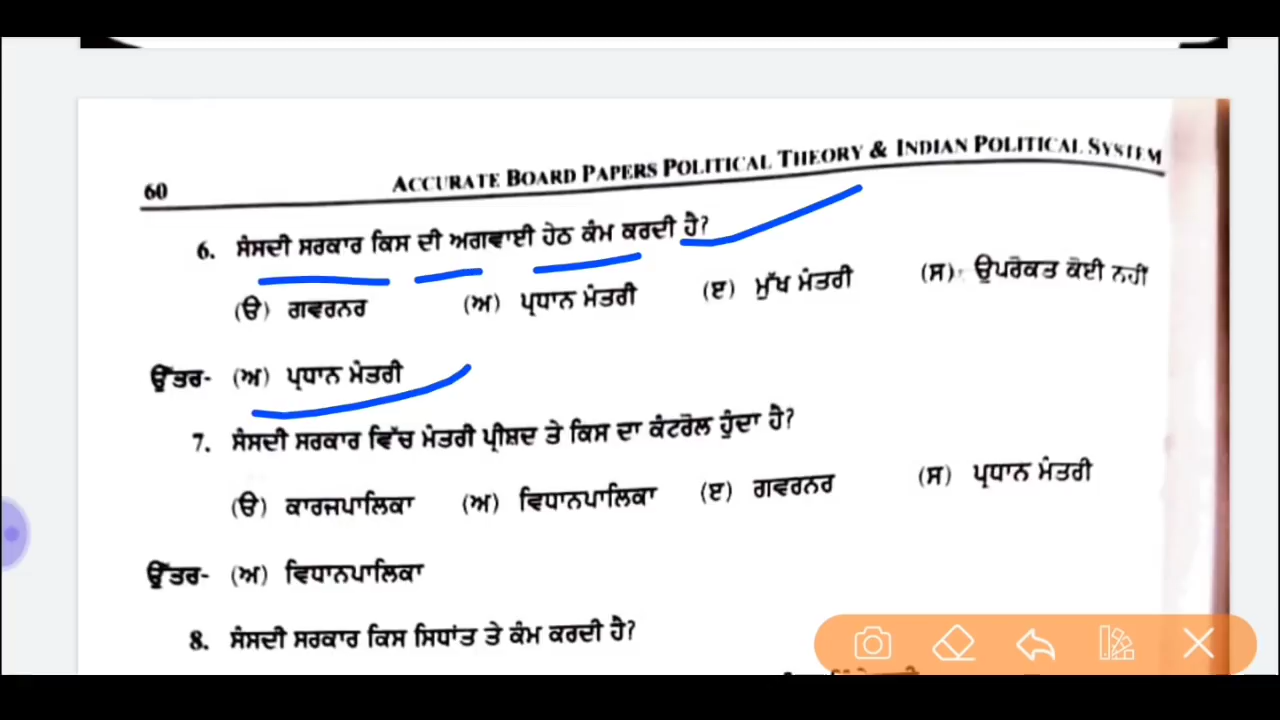 60 ACCURATE BOARD PAPERS POLITICAL THEORY & INDIAN POLITICAL SYSTEM
6. ਸੰਸਦੀ ਸਰਕਾਰ ਕਿਸ ਦੀ ਅਗਵਾਈ ਹੇਠ ਕੰਮ ਕਰਦੀ ਹੈ?
(ੳ) ਗਵਰਨਰ (ਅ) ਪ੍ਰਧਾਨ ਮੰਤਰੀ (ੲ) ਮੁੱਖ ਮੰਤਰੀ (ਸ) ਉਪਰੋਕਤ ਕੋਈ ਨਹੀਂ
ਉੱਤਰ- (ਅ) ਪ੍ਰਧਾਨ ਮੰਤਰੀ
7. ਸੰਸਦੀ ਸਰਕਾਰ ਵਿੱਚ ਮੰਤਰੀ ਪ੍ਰੀਸ਼ਦ ਤੇ ਕਿਸ ਦਾ ਕੰਟਰੋਲ ਹੁੰਦਾ ਹੈ?
(ੳ) ਕਾਰਜਪਾਲਿਕਾ (ਅ) ਵਿਧਾਨਪਾਲਿਕਾ (ੲ) ਗਵਰਨਰ (ਸ) ਪ੍ਰਧਾਨ ਮੰਤਰੀ
ਉੱਤਰ- (ਅ) ਵਿਧਾਨਪਾਲਿਕਾ
8. ਸੰਸਦੀ ਸਰਕਾਰ ਕਿਸ ਸਿਧਾਂਤ ਤੇ ਕੰਮ ਕਰਦੀ ਹੈ?